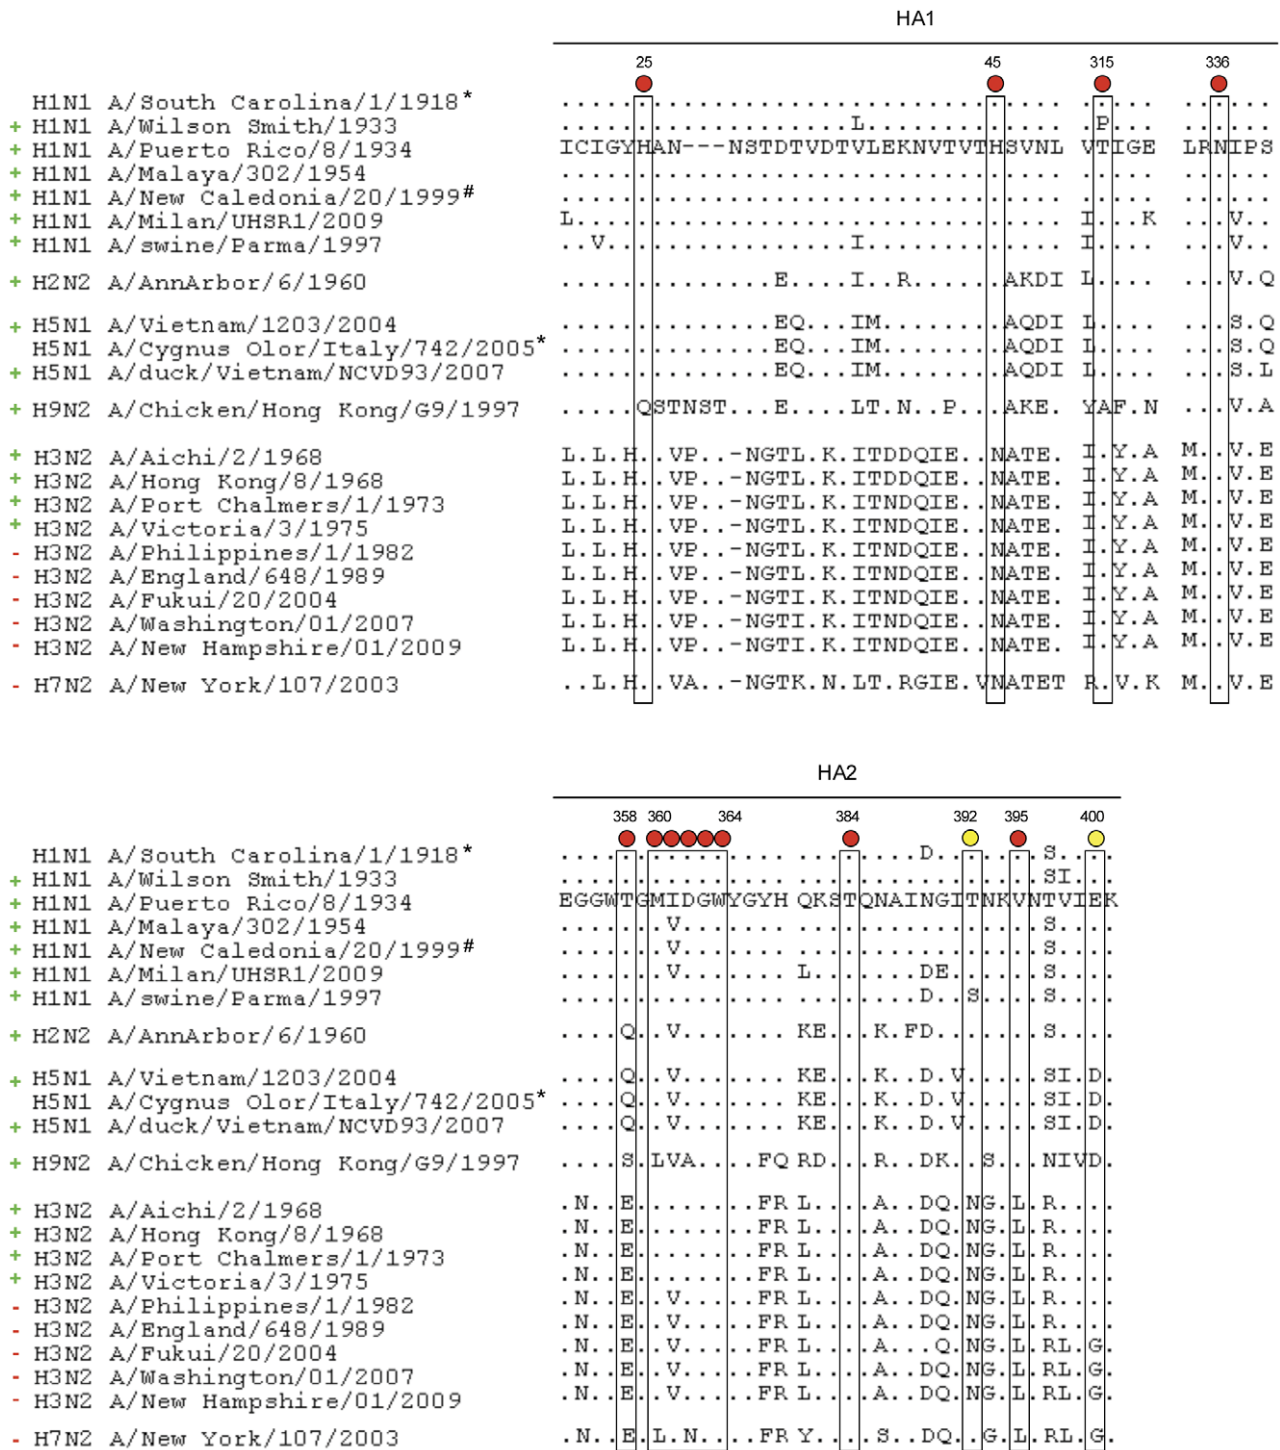 HA1
25 45 315 336
H1N1 A/South Carolina/1/1918* ................................. ..... ......
+ H1N1 A/Wilson Smith/1933 ...................L............. .P... ......
+ H1N1 A/Puerto Rico/8/1934 ICIGYHAN---NSTDTVDTVLEKNVTVTHSVNL VTIGE LRNIPS
+ H1N1 A/Malaya/302/1954 ................................. ..... ......
+ H1N1 A/New Caledonia/20/1999# ................................. ..... ......
+ H1N1 A/Milan/UHSR1/2009 L................................ I...K ...V..
+ H1N1 A/swine/Parma/1997 ..V................I............. I.... ...V..
+ H2N2 A/AnnArbor/6/1960 ..............E....I..R......AKDI L.... ...V.Q
+ H5N1 A/Vietnam/1203/2004 ..............EQ...IM........AQDI L.... ...S.Q
H5N1 A/Cygnus Olor/Italy/742/2005* ..............EQ...IM........AQDI L.... ...S.Q
+ H5N1 A/duck/Vietnam/NCVD93/2007 ..............EQ...IM........AQDI L.... ...S.L
+ H9N2 A/Chicken/Hong Kong/G9/1997 .....QSTNST...E....LT.N..P...AKE. YAF.N ...V.A
+ H3N2 A/Aichi/2/1968 L.L.H..VP..-NGTL.K.ITDDQIE..NATE. I.Y.A M..V.E
+ H3N2 A/Hong Kong/8/1968 L.L.H..VP..-NGTL.K.ITDDQIE..NATE. I.Y.A M..V.E
+ H3N2 A/Port Chalmers/1/1973 L.L.H..VP..-NGTL.K.ITNDQIE..NATE. I.Y.A M..V.E
+ H3N2 A/Victoria/3/1975 L.L.H..VP..-NGTL.K.ITNDQIE..NATE. I.Y.A M..V.E
- H3N2 A/Philippines/1/1982 L.L.H..VP..-NGTL.K.ITNDQIE..NATE. I.Y.A M..V.E
- H3N2 A/England/648/1989 L.L.H..VP..-NGTL.K.ITNDQIE..NATE. I.Y.A M..V.E
- H3N2 A/Fukui/20/2004 L.L.H..VP..-NGTI.K.ITNDQIE..NATE. I.Y.A M..V.E
- H3N2 A/Washington/01/2007 L.L.H..VP..-NGTI.K.ITNDQIE..NATE. I.Y.A M..V.E
- H3N2 A/New Hampshire/01/2009 L.L.H..VP..-NGTI.K.ITNDQIE..NATE. I.Y.A M..V.E
- H7N2 A/New York/107/2003 ..L.H..VA..-NGTK.N.LT.RGIE.VNATET R.V.K M..V.E
HA2
358 360 364 384 392 395 400
H1N1 A/South Carolina/1/1918* ............... ........D.......S....
+ H1N1 A/Wilson Smith/1933 ............... ................SI...
+ H1N1 A/Puerto Rico/8/1934 EGGWTGMIDGWYGYH QKSTQNAINGITNKVNTVIEK
+ H1N1 A/Malaya/302/1954 .......V....... ................S....
+ H1N1 A/New Caledonia/20/1999# .......V....... ................S....
+ H1N1 A/Milan/UHSR1/2009 .......V....... L.......DE......S....
+ H1N1 A/swine/Parma/1997 ............... ........D..S....S....
+ H2N2 A/AnnArbor/6/1960 ....Q..V....... KE...K.FD.......S....
+ H5N1 A/Vietnam/1203/2004 ....Q..V....... KE...K..D.V.....SI.D.
H5N1 A/Cygnus Olor/Italy/742/2005* ....Q..V....... KE...K..D.V.....SI.D.
+ H5N1 A/duck/Vietnam/NCVD93/2007 ....Q..V....... KE...K..D.V.....SI.D.
+ H9N2 A/Chicken/Hong Kong/G9/1997 ....S.LVA....FQ RD...R..DK..S...NIVD.
+ H3N2 A/Aichi/2/1968 .N..E........FR L....A..DQ.NG.L.R....
+ H3N2 A/Hong Kong/8/1968 .N..E........FR L....A..DQ.NG.L.R....
+ H3N2 A/Port Chalmers/1/1973 .N..E........FR L....A..DQ.NG.L.R....
+ H3N2 A/Victoria/3/1975 .N..E........FR L....A..DQ.NG.L.R....
- H3N2 A/Philippines/1/1982 .N..E..V.....FR L....A..DQ.NG.L.R....
- H3N2 A/England/648/1989 .N..E..V.....FR L....A..DQ.NG.L.R....
- H3N2 A/Fukui/20/2004 .N..E..V.....FR L....A...Q.NG.L.RL.G.
- H3N2 A/Washington/01/2007 .N..E..V.....FR L....A..DQ.NG.L.RL.G.
- H3N2 A/New Hampshire/01/2009 .N..E..V.....FR L....A..DQ.NG.L.RL.G.
- H7N2 A/New York/107/2003 .N..E.L.N....FR Y....S..DQ..G.L.RL.G.